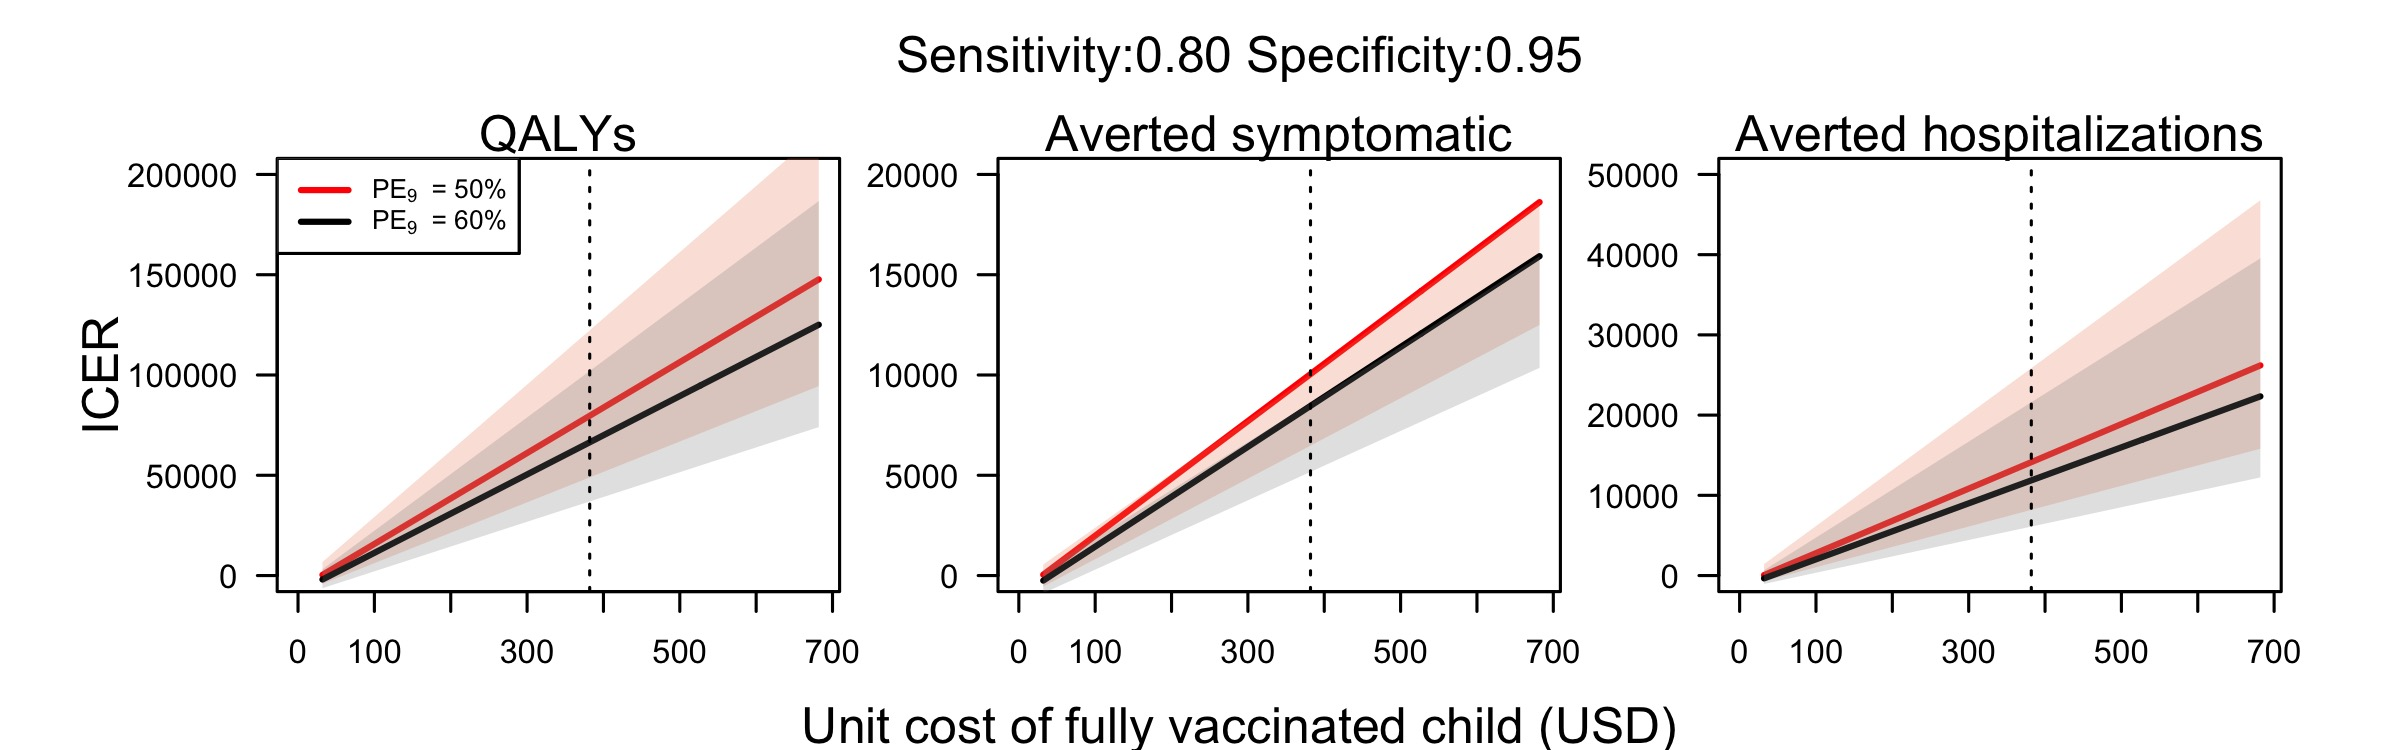 Sensitivity:0.80 Specificity:0.95
QALYs
Averted symptomatic
Averted hospitalizations
PE9 = 50%
PE9 = 60%
ICER
200000
150000
100000
50000
0
0 100 300 500 700
20000
15000
10000
5000
0
0 100 300 500 700
50000
40000
30000
20000
10000
0
0 100 300 500 700
Unit cost of fully vaccinated child (USD)